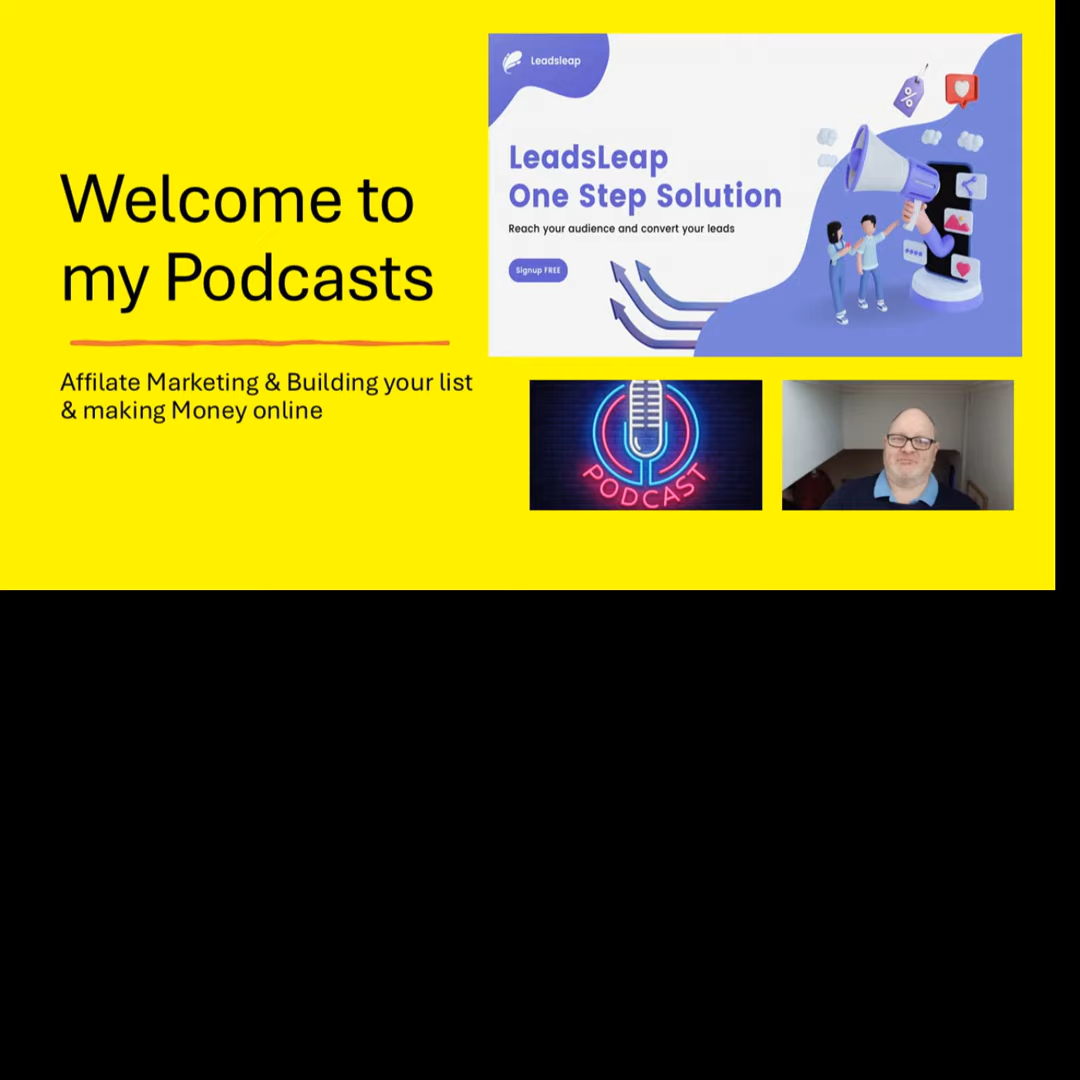 Welcome to
my Podcasts
Affilate Marketing & Building your list
& making Money online
Leadsleap
LeadsLeap
One Step Solution
Reach your audience and convert your leads
Signup FREE
PODCAST